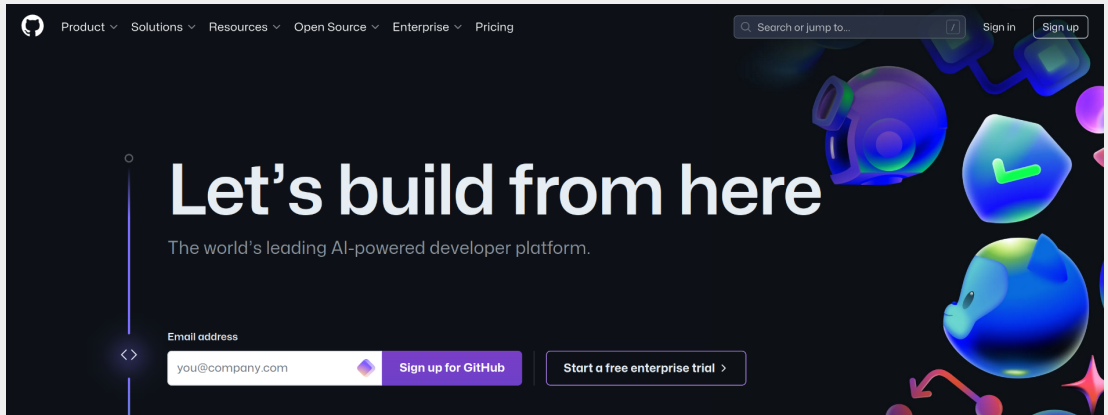 Product Solutions Resources Open Source Enterprise Pricing Search or jump to... / Sign in Sign up
Let’s build from here
The world’s leading AI-powered developer platform.
Email address
you@company.com Sign up for GitHub Start a free enterprise trial